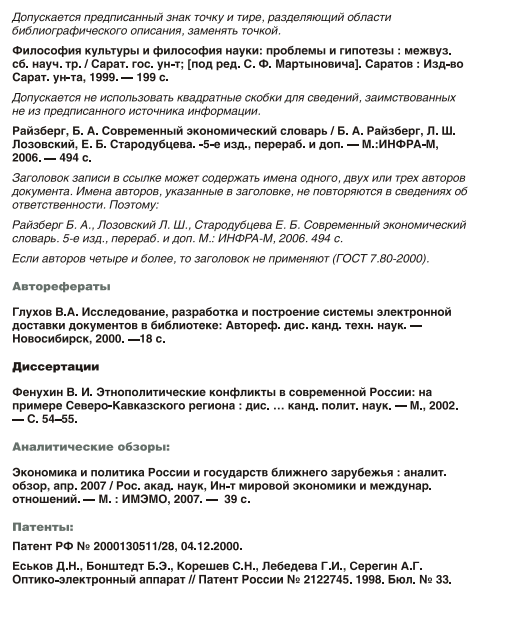 Допускается предписанный знак точку и тире, разделяющий области
библиографического описания, заменять точкой.
Философия культуры и философия науки: проблемы и гипотезы : межвуз.
сб. науч. тр. / Сарат. гос. ун-т; [под ред. С. Ф. Мартыновича]. Саратов : Изд-во
Сарат. ун-та, 1999. — 199 с.
Допускается не использовать квадратные скобки для сведений, заимствованных
не из предписанного источника информации.
Райзберг, Б. А. Современный экономический словарь / Б. А. Райзберг, Л. Ш.
Лозовский, Е. Б. Стародубцева. -5-е изд., перераб. и доп. — М.:ИНФРА-М,
2006. — 494 с.
Заголовок записи в ссылке может содержать имена одного, двух или трех авторов
документа. Имена авторов, указанные в заголовке, не повторяются в сведениях об
ответственности. Поэтому:
Райзберг Б. А., Лозовский Л. Ш., Стародубцева Е. Б. Современный экономический
словарь. 5-е изд., перераб. и доп. М.: ИНФРА-М, 2006. 494 с.
Если авторов четыре и более, то заголовок не применяют (ГОСТ 7.80-2000).
Авторефераты
Глухов В.А. Исследование, разработка и построение системы электронной
доставки документов в библиотеке: Автореф. дис. канд. техн. наук. —
Новосибирск, 2000. —18 с.
Диссертации
Фенухин В. И. Этнополитические конфликты в современной России: на
примере Северо-Кавказского региона : дис. ... канд. полит. наук. — М., 2002.
— С. 54–55.
Аналитические обзоры:
Экономика и политика России и государств ближнего зарубежья : аналит.
обзор, апр. 2007 / Рос. акад. наук, Ин-т мировой экономики и междунар.
отношений. — М. : ИМЭМО, 2007. — 39 с.
Патенты:
Патент РФ № 2000130511/28, 04.12.2000.
Еськов Д.Н., Бонштедт Б.Э., Корешев С.Н., Лебедева Г.И., Серегин А.Г.
Оптико-электронный аппарат // Патент России № 2122745. 1998. Бюл. № 33.